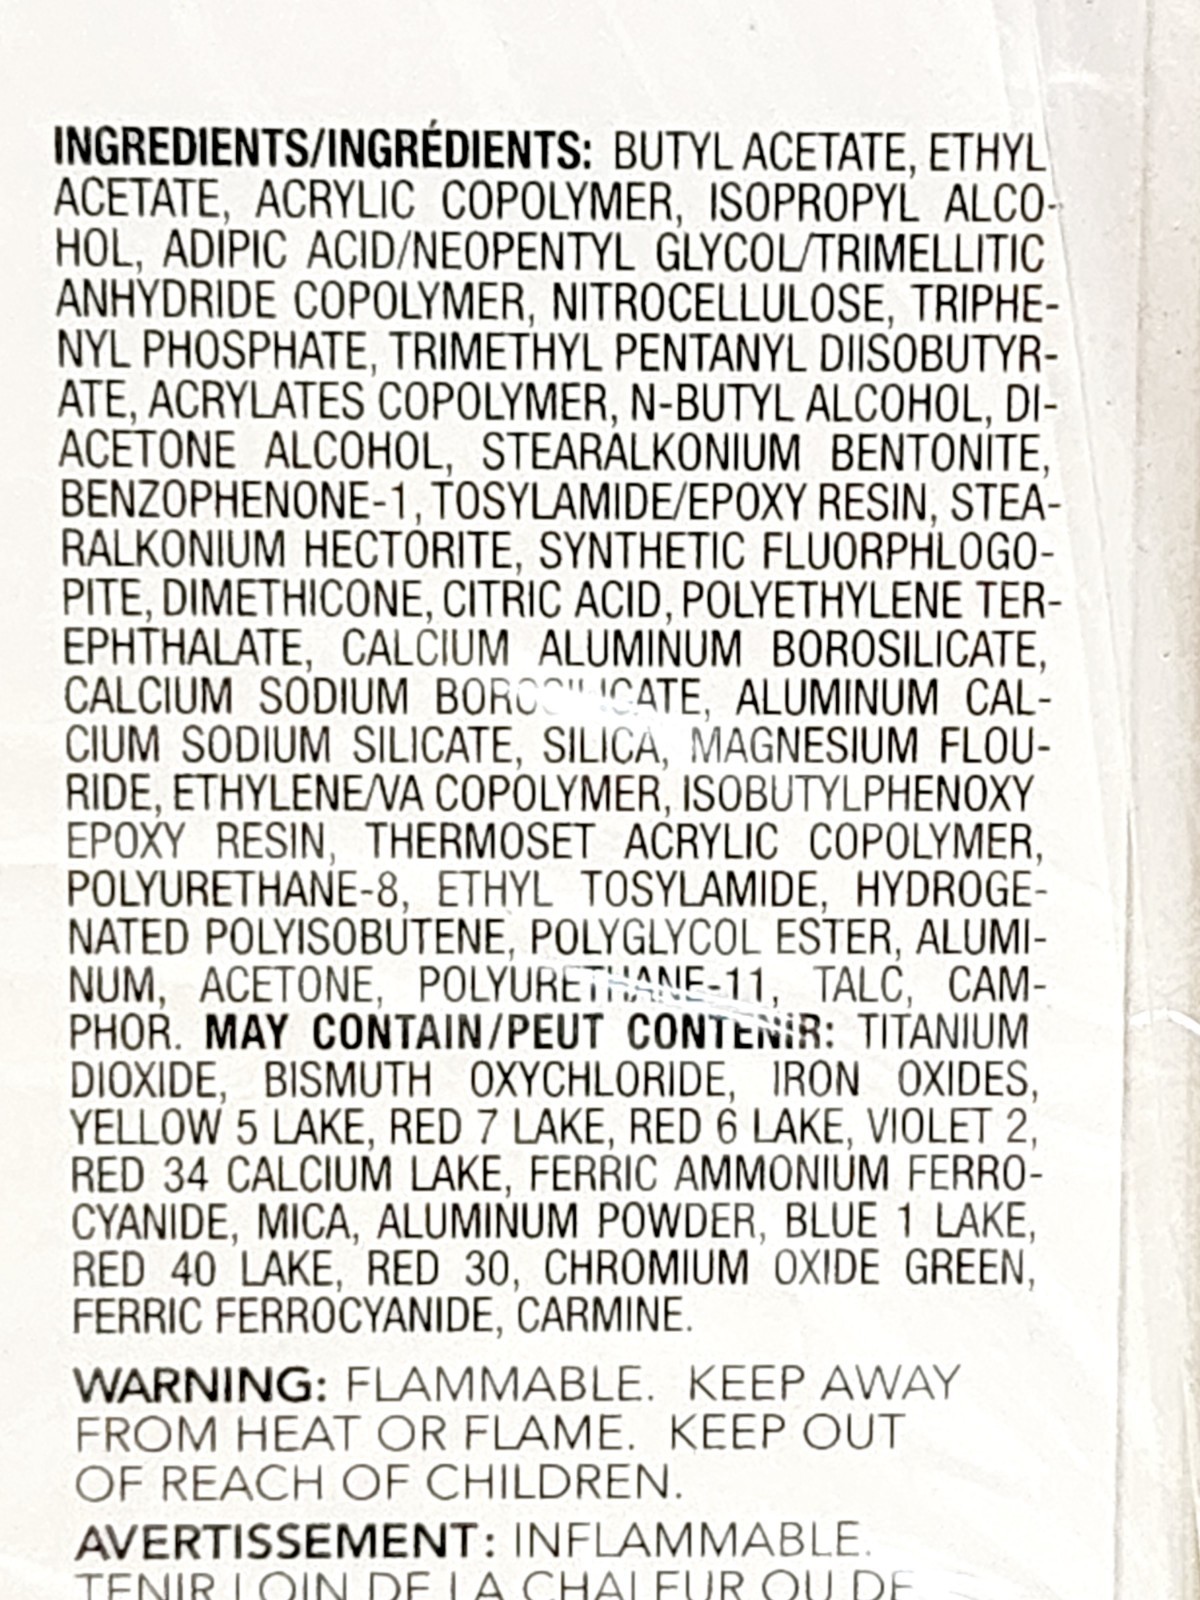 INGREDIENTS/INGRÉDIENTS: BUTYL ACETATE, ETHYL
ACETATE, ACRYLIC COPOLYMER, ISOPROPYL ALCO-
HOL, ADIPIC ACID/NEOPENTYL GLYCOL/TRIMELLITIC
ANHYDRIDE COPOLYMER, NITROCELLULOSE, TRIPHE-
NYL PHOSPHATE, TRIMETHYL PENTANYL DIISOBUTYR-
ATE, ACRYLATES COPOLYMER, N-BUTYL ALCOHOL, DI-
ACETONE ALCOHOL, STEARALKONIUM BENTONITE,
BENZOPHENONE-1, TOSYLAMIDE/EPOXY RESIN, STEA-
RALKONIUM HECTORITE, SYNTHETIC FLUORPHLOGO-
PITE, DIMETHICONE, CITRIC ACID, POLYETHYLENE TER-
EPHTHALATE, CALCIUM ALUMINUM BOROSILICATE,
CALCIUM SODIUM BOROSILICATE, ALUMINUM CAL-
CIUM SODIUM SILICATE, SILICA, MAGNESIUM FLOU-
RIDE, ETHYLENE/VA COPOLYMER, ISOBUTYLPHENOXY
EPOXY RESIN, THERMOSET ACRYLIC COPOLYMER,
POLYURETHANE-8, ETHYL TOSYLAMIDE, HYDROGE-
NATED POLYISOBUTENE, POLYGLYCOL ESTER, ALUMI-
NUM, ACETONE, POLYURETHANE-11, TALC, CAM-
PHOR. MAY CONTAIN/PEUT CONTENIR: TITANIUM
DIOXIDE, BISMUTH OXYCHLORIDE, IRON OXIDES,
YELLOW 5 LAKE, RED 7 LAKE, RED 6 LAKE, VIOLET 2,
RED 34 CALCIUM LAKE, FERRIC AMMONIUM FERRO-
CYANIDE, MICA, ALUMINUM POWDER, BLUE 1 LAKE,
RED 40 LAKE, RED 30, CHROMIUM OXIDE GREEN,
FERRIC FERROCYANIDE, CARMINE.
WARNING: FLAMMABLE. KEEP AWAY
FROM HEAT OR FLAME. KEEP OUT
OF REACH OF CHILDREN.
AVERTISSEMENT: INFLAMMABLE.
TENIR LOIN DE LA CHALEUR OU DE